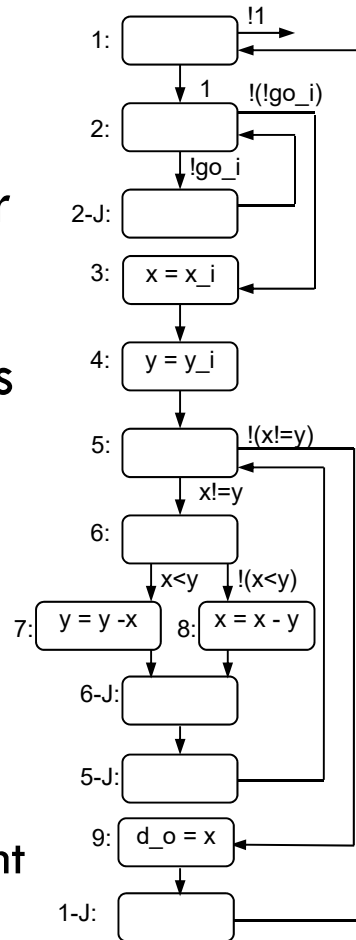 !1
1:
1
!(!go_i)
2:
!go_i
r
2-J:
3: x = x_i
s
4: y = y_i
5: !(x!=y)
x!=y
6:
x<y !(x<y)
7: y = y -x 8: x = x - y
6-J:
5-J:
9: d_o = x
nt
1-J: